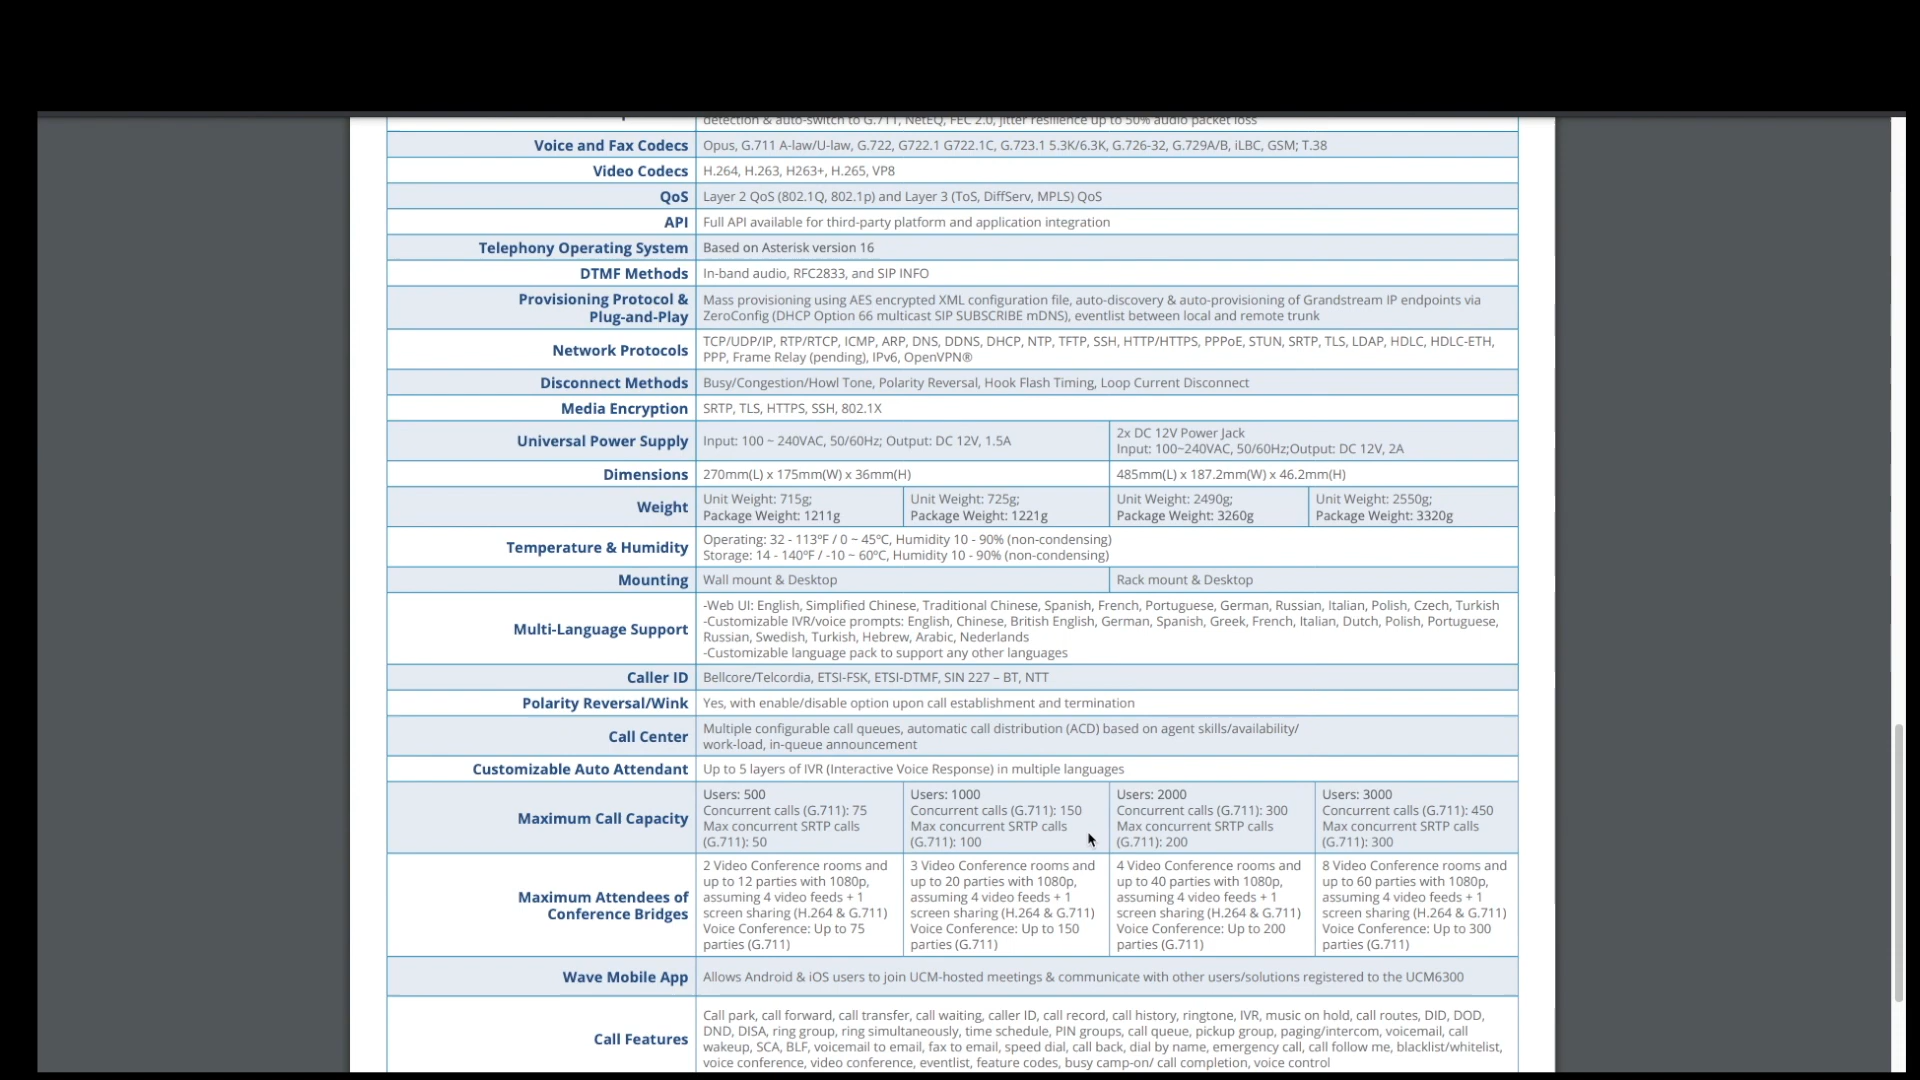 detection & auto-switch to G.711, NetEQ, FEC 2.0, jitter resilience up to 50% audio packet loss
Voice and Fax Codecs
Opus, G.711 A-law/U-law, G.722, G722.1 G722.1C, G.723.1 5.3K/6.3K, G.726-32, G.729A/B, iLBC, GSM; T.38
Video Codecs
H.264, H.263, H263+, H.265, VP8
QoS
Layer 2 QoS (802.1Q, 802.1p) and Layer 3 (ToS, DiffServ, MPLS) QoS
API
Full API available for third-party platform and application integration
Telephony Operating System
Based on Asterisk version 16
DTMF Methods
In-band audio, RFC2833, and SIP INFO
Provisioning Protocol &
Plug-and-Play
Mass provisioning using AES encrypted XML configuration file, auto-discovery & auto-provisioning of Grandstream IP endpoints via
ZeroConfig (DHCP Option 66 multicast SIP SUBSCRIBE mDNS), eventlist between local and remote trunk
Network Protocols
TCP/UDP/IP, RTP/RTCP, ICMP, ARP, DNS, DDNS, DHCP, NTP, TFTP, SSH, HTTP/HTTPS, PPPoE, STUN, SRTP, TLS, LDAP, HDLC, HDLC-ETH,
PPP, Frame Relay (pending), IPv6, OpenVPN®
Disconnect Methods
Busy/Congestion/Howl Tone, Polarity Reversal, Hook Flash Timing, Loop Current Disconnect
Media Encryption
SRTP, TLS, HTTPS, SSH, 802.1X
Universal Power Supply
Input: 100 ~ 240VAC, 50/60Hz; Output: DC 12V, 1.5A
2x DC 12V Power Jack
Input: 100~240VAC, 50/60Hz;Output: DC 12V, 2A
Dimensions
270mm(L) x 175mm(W) x 36mm(H)
485mm(L) x 187.2mm(W) x 46.2mm(H)
Weight
Unit Weight: 715g;
Package Weight: 1211g
Unit Weight: 725g;
Package Weight: 1221g
Unit Weight: 2490g;
Package Weight: 3260g
Unit Weight: 2550g;
Package Weight: 3320g
Temperature & Humidity
Operating: 32 - 113ºF / 0 ~ 45ºC, Humidity 10 - 90% (non-condensing)
Storage: 14 - 140ºF / -10 ~ 60ºC, Humidity 10 - 90% (non-condensing)
Mounting
Wall mount & Desktop
Rack mount & Desktop
Multi-Language Support
-Web UI: English, Simplified Chinese, Traditional Chinese, Spanish, French, Portuguese, German, Russian, Italian, Polish, Czech, Turkish
-Customizable IVR/voice prompts: English, Chinese, British English, German, Spanish, Greek, French, Italian, Dutch, Polish, Portuguese,
Russian, Swedish, Turkish, Hebrew, Arabic, Nederlands
-Customizable language pack to support any other languages
Caller ID
Bellcore/Telcordia, ETSI-FSK, ETSI-DTMF, SIN 227 – BT, NTT
Polarity Reversal/Wink
Yes, with enable/disable option upon call establishment and termination
Call Center
Multiple configurable call queues, automatic call distribution (ACD) based on agent skills/availability/
work-load, in-queue announcement
Customizable Auto Attendant
Up to 5 layers of IVR (Interactive Voice Response) in multiple languages
Maximum Call Capacity
Users: 500
Concurrent calls (G.711): 75
Max concurrent SRTP calls
(G.711): 50
Users: 1000
Concurrent calls (G.711): 150
Max concurrent SRTP calls
(G.711): 100
Users: 2000
Concurrent calls (G.711): 300
Max concurrent SRTP calls
(G.711): 200
Users: 3000
Concurrent calls (G.711): 450
Max concurrent SRTP calls
(G.711): 300
Maximum Attendees of
Conference Bridges
2 Video Conference rooms and
up to 12 parties with 1080p,
assuming 4 video feeds + 1
screen sharing (H.264 & G.711)
Voice Conference: Up to 75
parties (G.711)
3 Video Conference rooms and
up to 20 parties with 1080p,
assuming 4 video feeds + 1
screen sharing (H.264 & G.711)
Voice Conference: Up to 150
parties (G.711)
4 Video Conference rooms and
up to 40 parties with 1080p,
assuming 4 video feeds + 1
screen sharing (H.264 & G.711)
Voice Conference: Up to 200
parties (G.711)
8 Video Conference rooms and
up to 60 parties with 1080p,
assuming 4 video feeds + 1
screen sharing (H.264 & G.711)
Voice Conference: Up to 300
parties (G.711)
Wave Mobile App
Allows Android & iOS users to join UCM-hosted meetings & communicate with other users/solutions registered to the UCM6300
Call Features
Call park, call forward, call transfer, call waiting, caller ID, call record, call history, ringtone, IVR, music on hold, call routes, DID, DOD,
DND, DISA, ring group, ring simultaneously, time schedule, PIN groups, call queue, pickup group, paging/intercom, voicemail, call
wakeup, SCA, BLF, voicemail to email, fax to email, speed dial, call back, dial by name, emergency call, call follow me, blacklist/whitelist,
voice conference, video conference, eventlist, feature codes, busy camp-on/ call completion, voice control